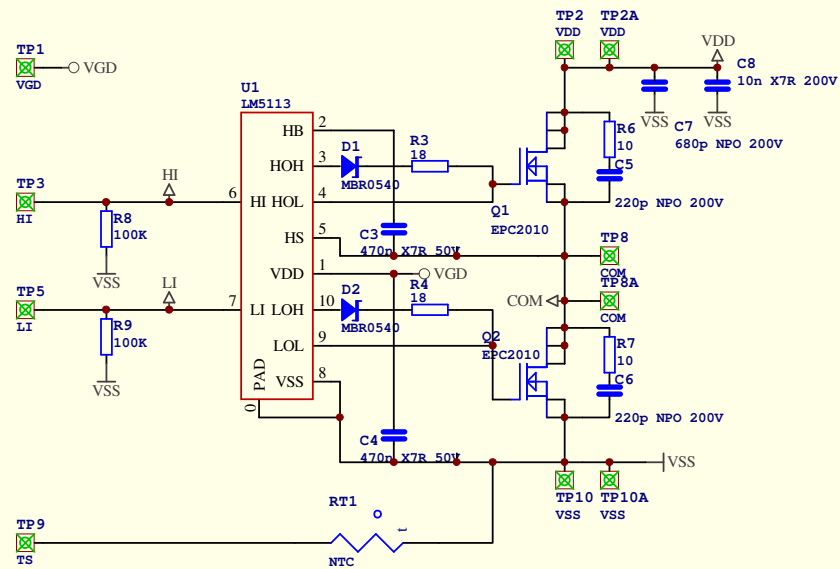 TP2 TP2A
VDD VDD
TP1
VGD
VGD
VDD
C8
10n X7R 200V
U1
LM5113
VSS VSS
C7
680p NPO 200V
HB 2
HOH 3
HOL 4
HS 5
VDD 1
LOH 10
LOL 9
VSS 8
PAD 0
6 HI
7 LI
D1
MBR0540
R3
18
R6
10
C5
220p NPO 200V
Q1
EPC2010
TP3
HI
HI
R8
100K
VSS
C3
470n X7R 50V
TP8
COM
VGD
TP8A
COM
COM
TP5
LI
LI
R9
100K
VSS
D2
MBR0540
R4
18
Q2
EPC2010
R7
10
C6
220p NPO 200V
C4
470n X7R 50V
VSS
TP10 TP10A
VSS VSS
RT1
t
NTC
TP9
TS